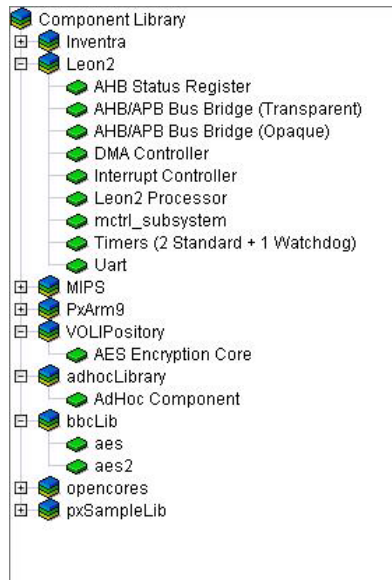 Component Library
Inventra
Leon2
AHB Status Register
AHB/APB Bus Bridge (Transparent)
AHB/APB Bus Bridge (Opaque)
DMA Controller
Interrupt Controller
Leon2 Processor
mctrl_subsystem
Timers (2 Standard + 1 Watchdog)
Uart
MIPS
PxArm9
VOLIPository
AES Encryption Core
adhocLibrary
AdHoc Component
bbcLib
aes
aes2
opencores
pxSampleLib